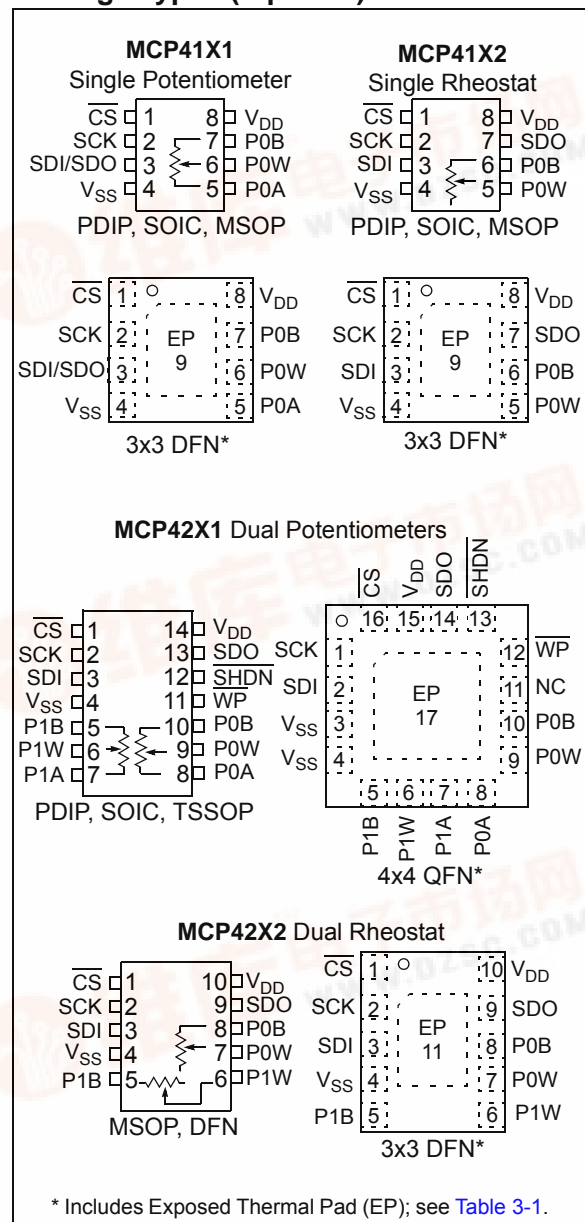 MCP41X1
Single Potentiometer
CS 1 8 VDD
SCK 2 7 P0B
SDI/SDO 3 6 P0W
VSS 4 5 P0A
PDIP, SOIC, MSOP
MCP41X2
Single Rheostat
CS 1 8 VDD
SCK 2 7 SDO
SDI 3 6 P0B
VSS 4 5 P0W
PDIP, SOIC, MSOP
CS 1 8 VDD
SCK 2 EP 7 P0B
SDI/SDO 3 9 6 P0W
VSS 4 5 P0A
3x3 DFN*
CS 1 8 VDD
SCK 2 EP 7 SDO
SDI 3 9 6 P0B
VSS 4 5 P0W
3x3 DFN*
MCP42X1 Dual Potentiometers
CS 1 14 VDD
SCK 2 13 SDO
SDI 3 12 SHDN
VSS 4 11 WP
P1B 5 10 P0B
P1W 6 9 P0W
P1A 7 8 P0A
PDIP, SOIC, TSSOP
CS VDD SDO SHDN
16 15 14 13
SCK 1 12 WP
SDI 2 EP 11 NC
VSS 3 17 10 P0B
VSS 4 9 P0W
5 6 7 8
P1B P1W P1A P0A
4x4 QFN*
MCP42X2 Dual Rheostat
CS 1 10 VDD
SCK 2 9 SDO
SDI 3 8 P0B
VSS 4 7 P0W
P1B 5 6 P1W
MSOP, DFN
CS 1 10 VDD
SCK 2 EP 9 SDO
SDI 3 11 8 P0B
VSS 4 7 P0W
P1B 5 6 P1W
3x3 DFN*
* Includes Exposed Thermal Pad (EP); see Table 3-1.